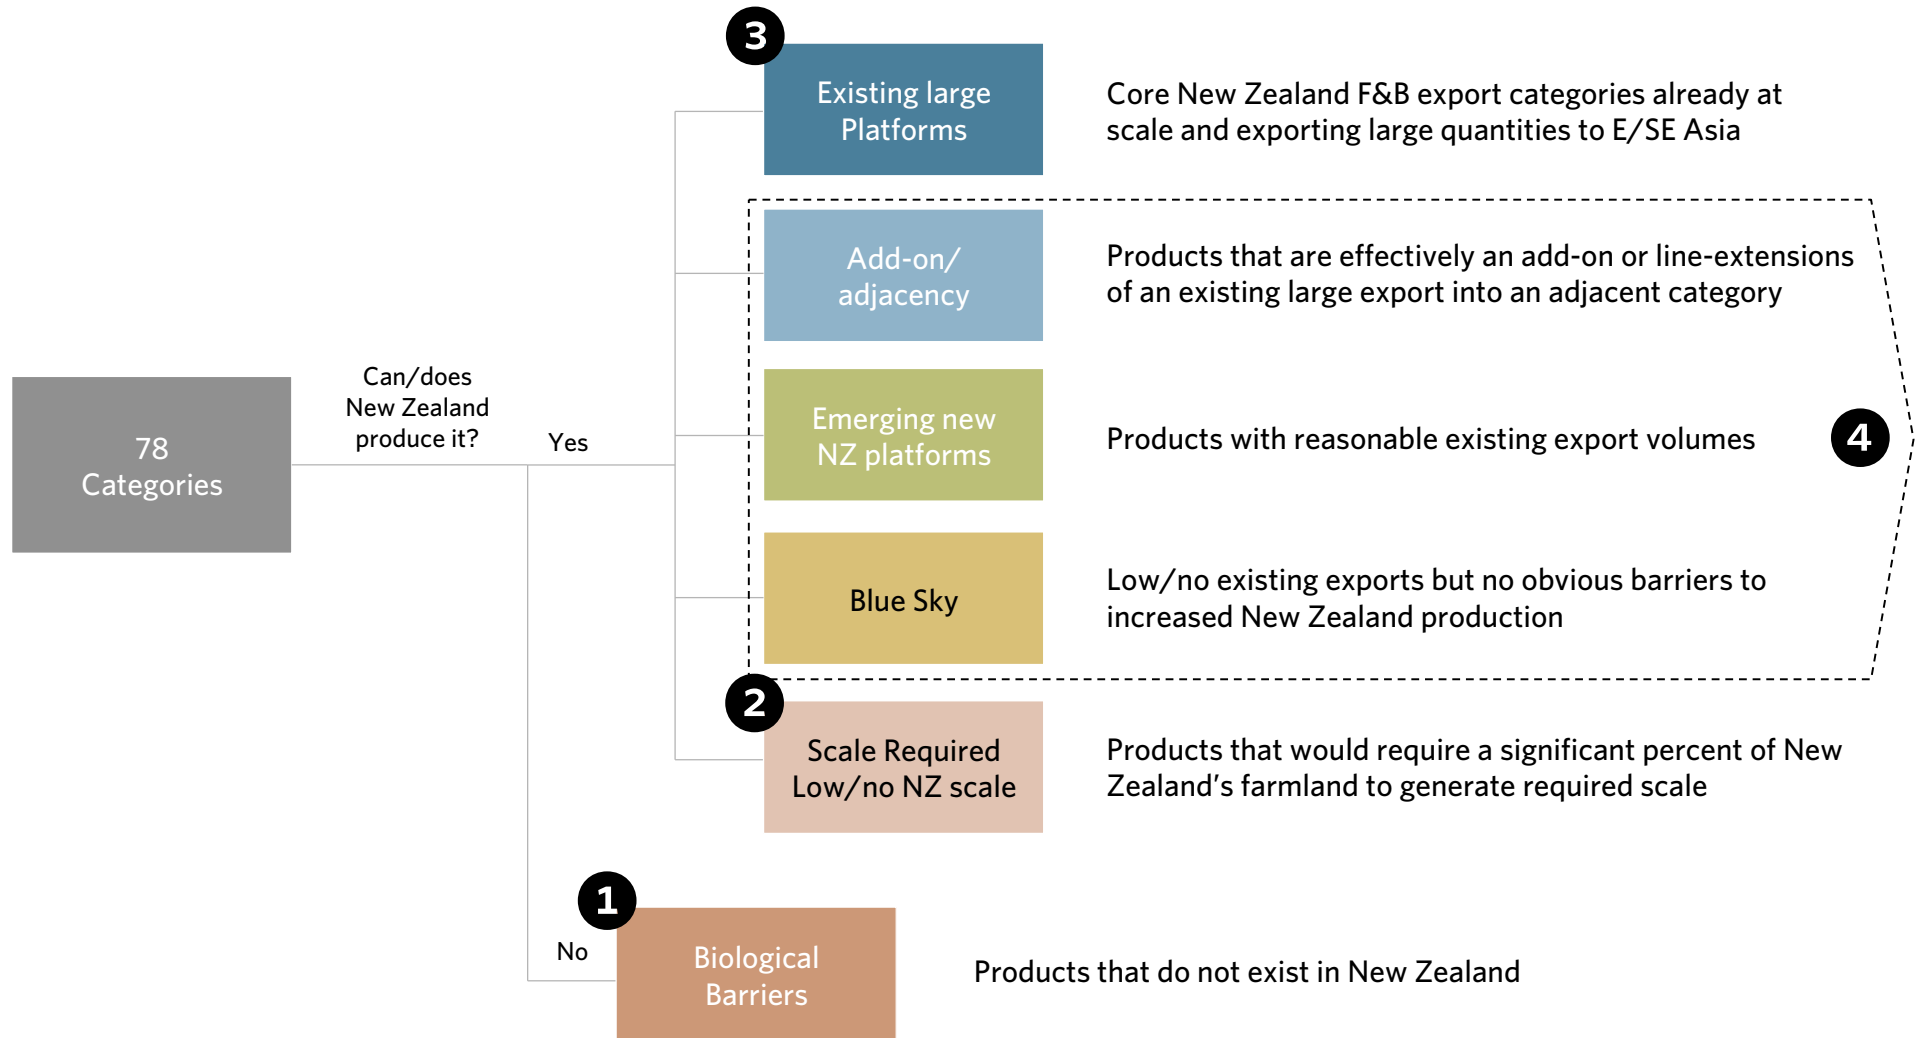 3
Existing large
Platforms
Core New Zealand F&B export categories already at
scale and exporting large quantities to E/SE Asia
Add-on/
adjacency
Products that are effectively an add-on or line-extensions
of an existing large export into an adjacent category
Can/does
New Zealand
produce it?
78
Categories
Yes
Emerging new
NZ platforms
Products with reasonable existing export volumes
4
Blue Sky
Low/no existing exports but no obvious barriers to
increased New Zealand production
2
Scale Required
Low/no NZ scale
Products that would require a significant percent of New
Zealand's farmland to generate required scale
1
No
Biological
Barriers
Products that do not exist in New Zealand